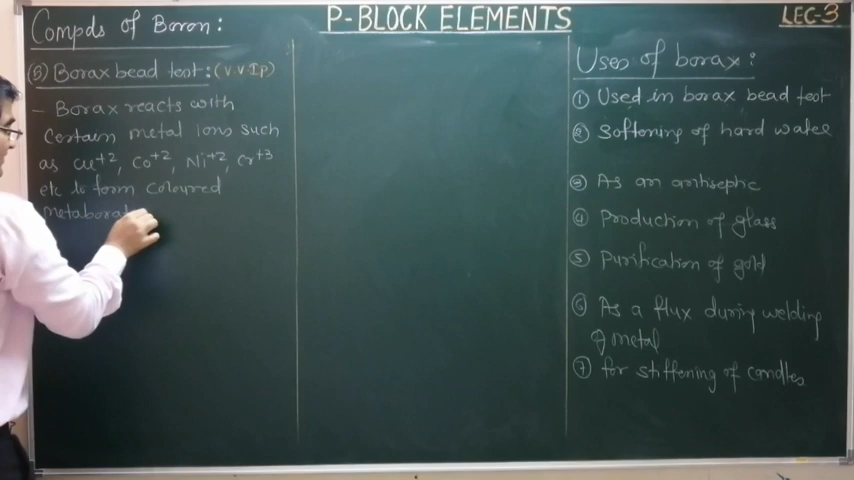 P-BLOCK ELEMENTS
LEC-3
Compds of Boron:
(5) Borax bead test: (V.V.Ip)
- Borax reacts with
certain metal ions such
as Cu+2, Co+2, Ni+2, Cr+3
etc to form coloured
metaborat
Uses of borax:
① Used in borax bead test
② Softening of hard water
③ As an antiseptic
④ Production of glass
⑤ Purification of gold
⑥ As a flux during welding
of metal
⑦ for stiffening of candles